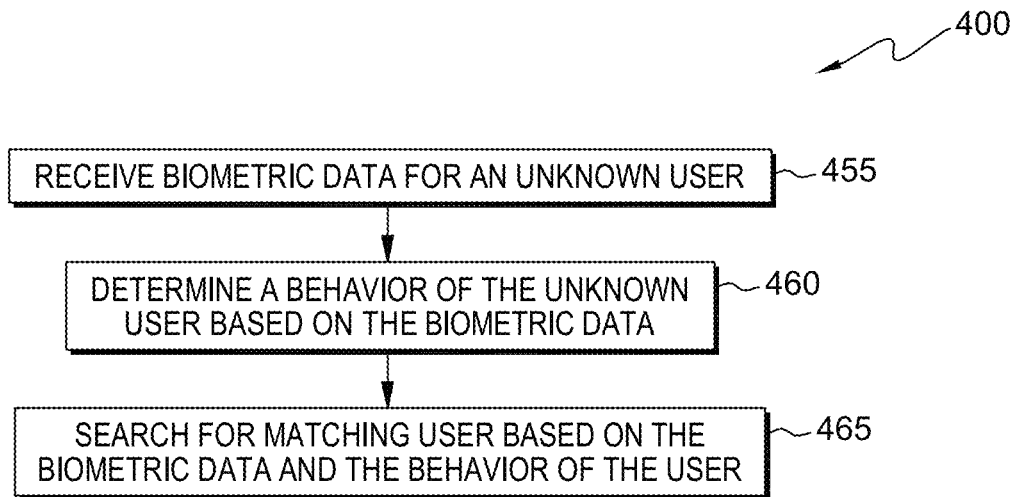 400
RECEIVE BIOMETRIC DATA FOR AN UNKNOWN USER
455
DETERMINE A BEHAVIOR OF THE UNKNOWN
USER BASED ON THE BIOMETRIC DATA
460
SEARCH FOR MATCHING USER BASED ON THE
BIOMETRIC DATA AND THE BEHAVIOR OF THE USER
465